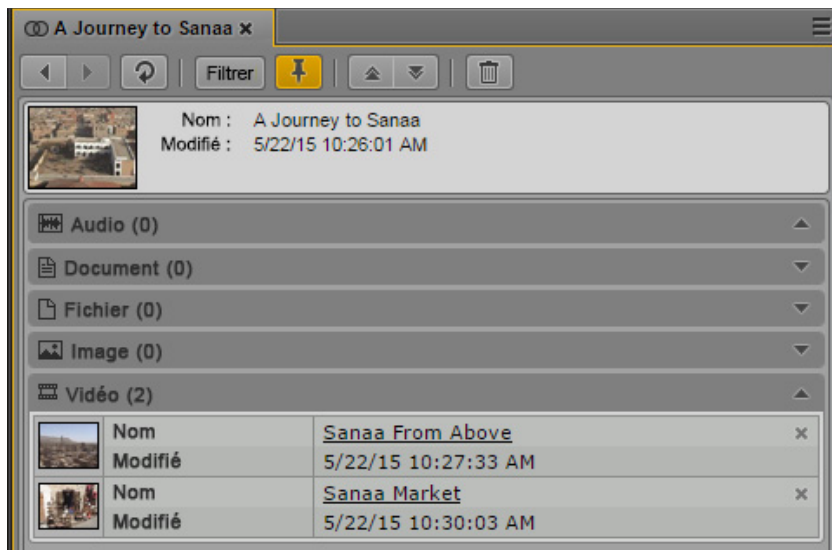 A Journey to Sanaa
Filtrer
Nom : A Journey to Sanaa
Modifié : 5/22/15 10:26:01 AM
Audio (0)
Document (0)
Fichier (0)
Image (0)
Vidéo (2)
Nom Sanaa From Above
Modifié 5/22/15 10:27:33 AM
Nom Sanaa Market
Modifié 5/22/15 10:30:03 AM